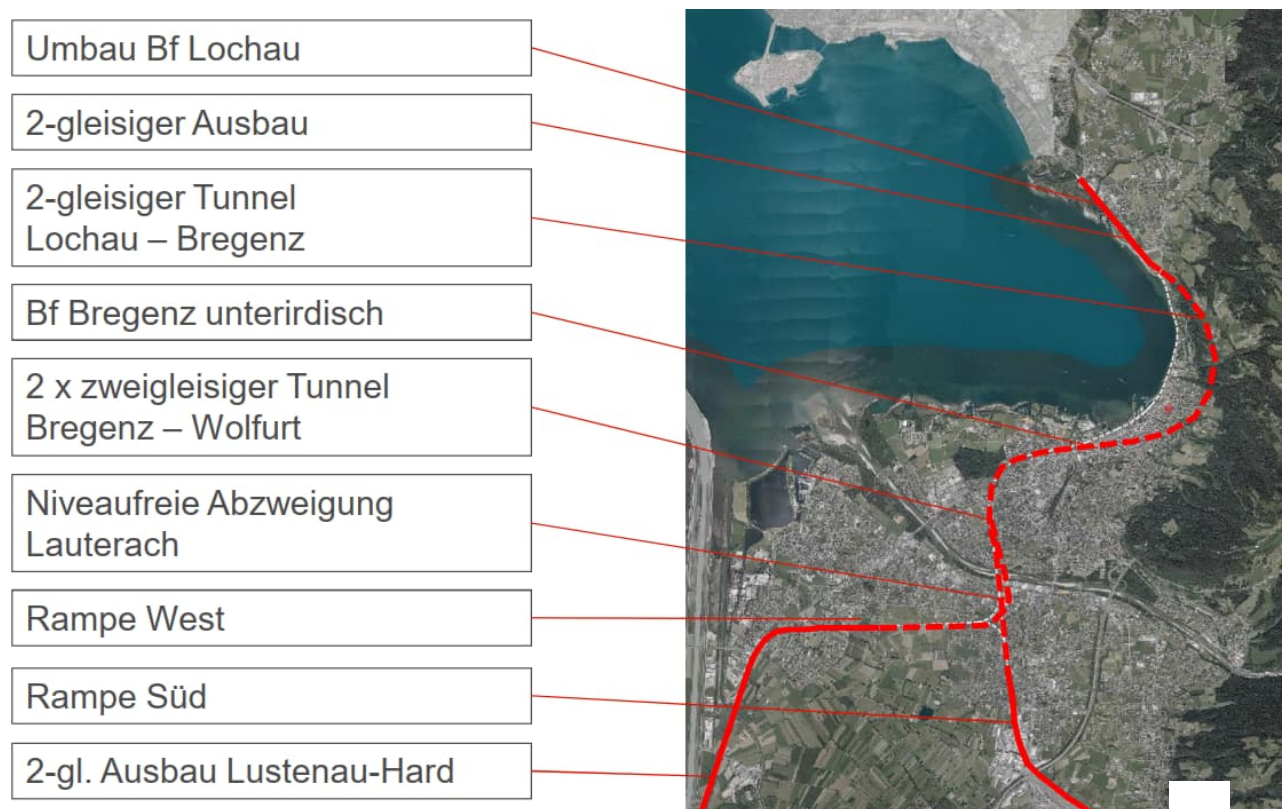 Umbau Bf Lochau
2-gleisiger Ausbau
2-gleisiger Tunnel
Lochau – Bregenz
Bf Bregenz unterirdisch
2 x zweigleisiger Tunnel
Bregenz – Wolfurt
Niveaufreie Abzweigung
Lauterach
Rampe West
Rampe Süd
2-gl. Ausbau Lustenau-Hard